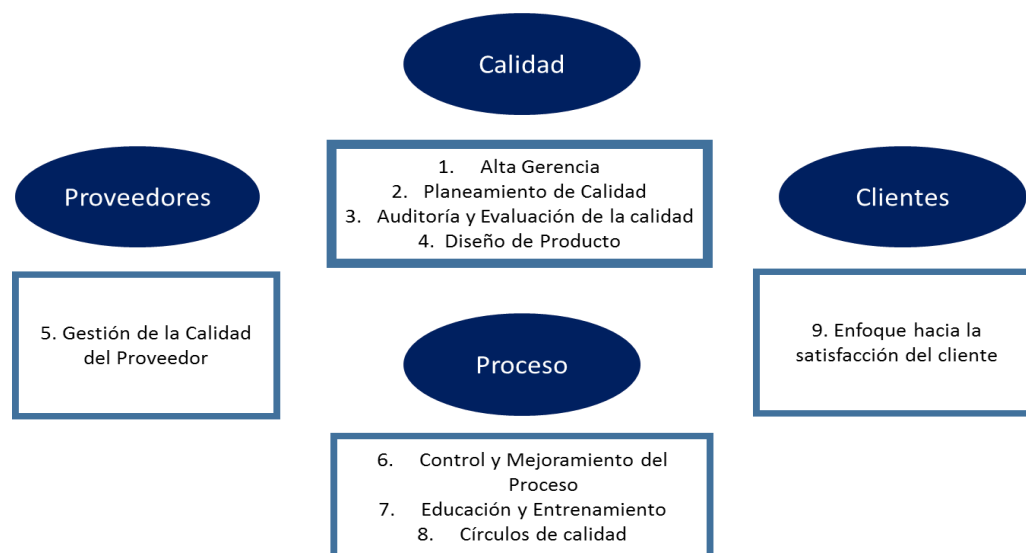 Calidad
1. Alta Gerencia
2. Planeamiento de Calidad
3. Auditoría y Evaluación de la calidad
4. Diseño de Producto
Proveedores
5. Gestión de la Calidad
del Proveedor
Clientes
9. Enfoque hacia la
satisfacción del cliente
Proceso
6. Control y Mejoramiento del
Proceso
7. Educación y Entrenamiento
8. Círculos de calidad